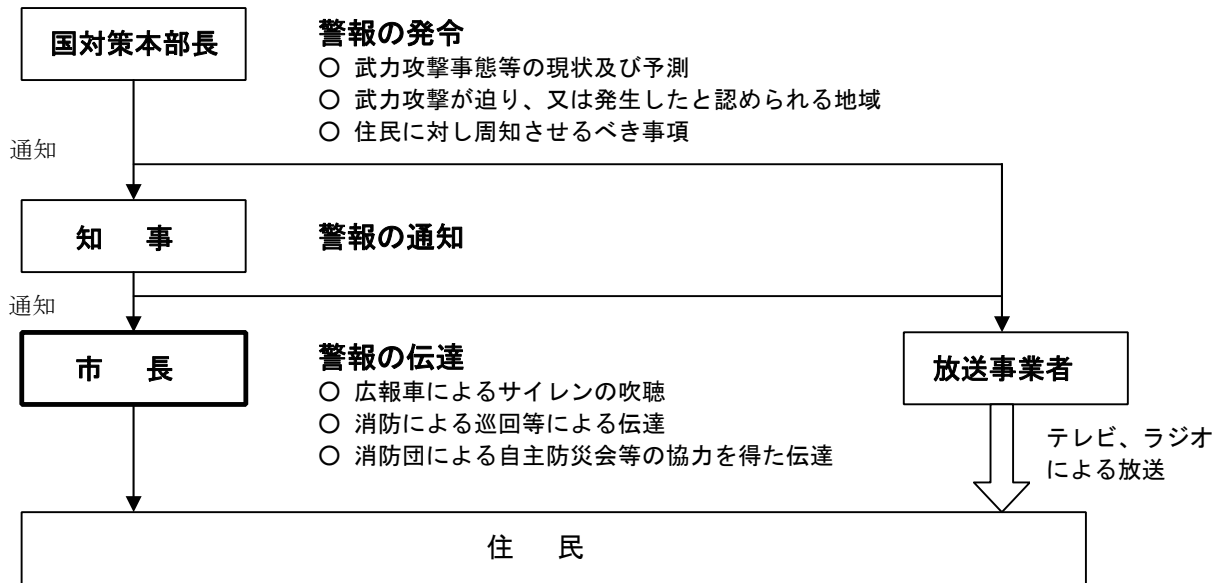 国対策本部長
警報の発令
○ 武力攻撃事態等の現状及び予測
○ 武力攻撃が迫り、又は発生したと認められる地域
○ 住民に対し周知させるべき事項
通知
知　事
警報の通知
通知
市　長
警報の伝達
○ 広報車によるサイレンの吹聴
○ 消防による巡回等による伝達
○ 消防団による自主防災会等の協力を得た伝達
放送事業者
テレビ、ラジオ
による放送
住　民